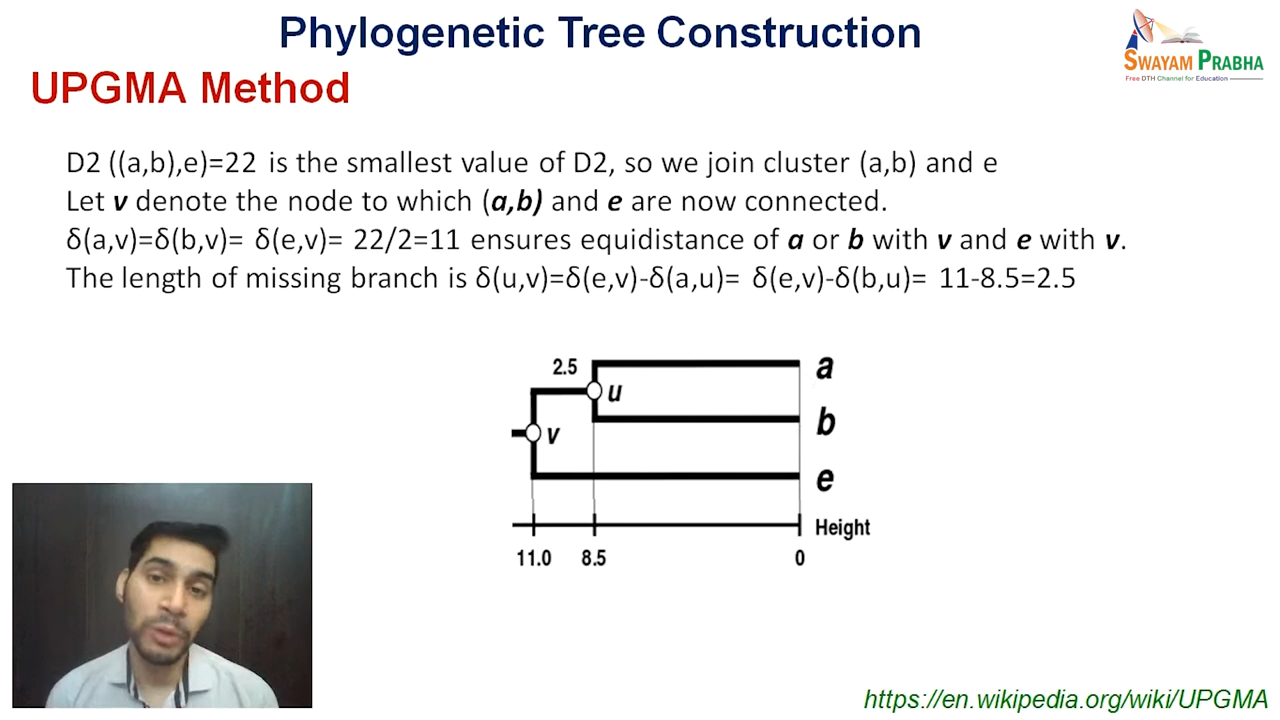 Phylogenetic Tree Construction
SWAYAM PRABHA
Free DTH Channel for Education
UPGMA Method
D2 ((a,b),e)=22 is the smallest value of D2, so we join cluster (a,b) and e
Let v denote the node to which (a,b) and e are now connected.
δ(a,v)=δ(b,v)= δ(e,v)= 22/2=11 ensures equidistance of a or b with v and e with v.
The length of missing branch is δ(u,v)=δ(e,v)-δ(a,u)= δ(e,v)-δ(b,u)= 11-8.5=2.5
2.5
a
u
b
v
e
Height
11.0 8.5 0
https://en.wikipedia.org/wiki/UPGMA